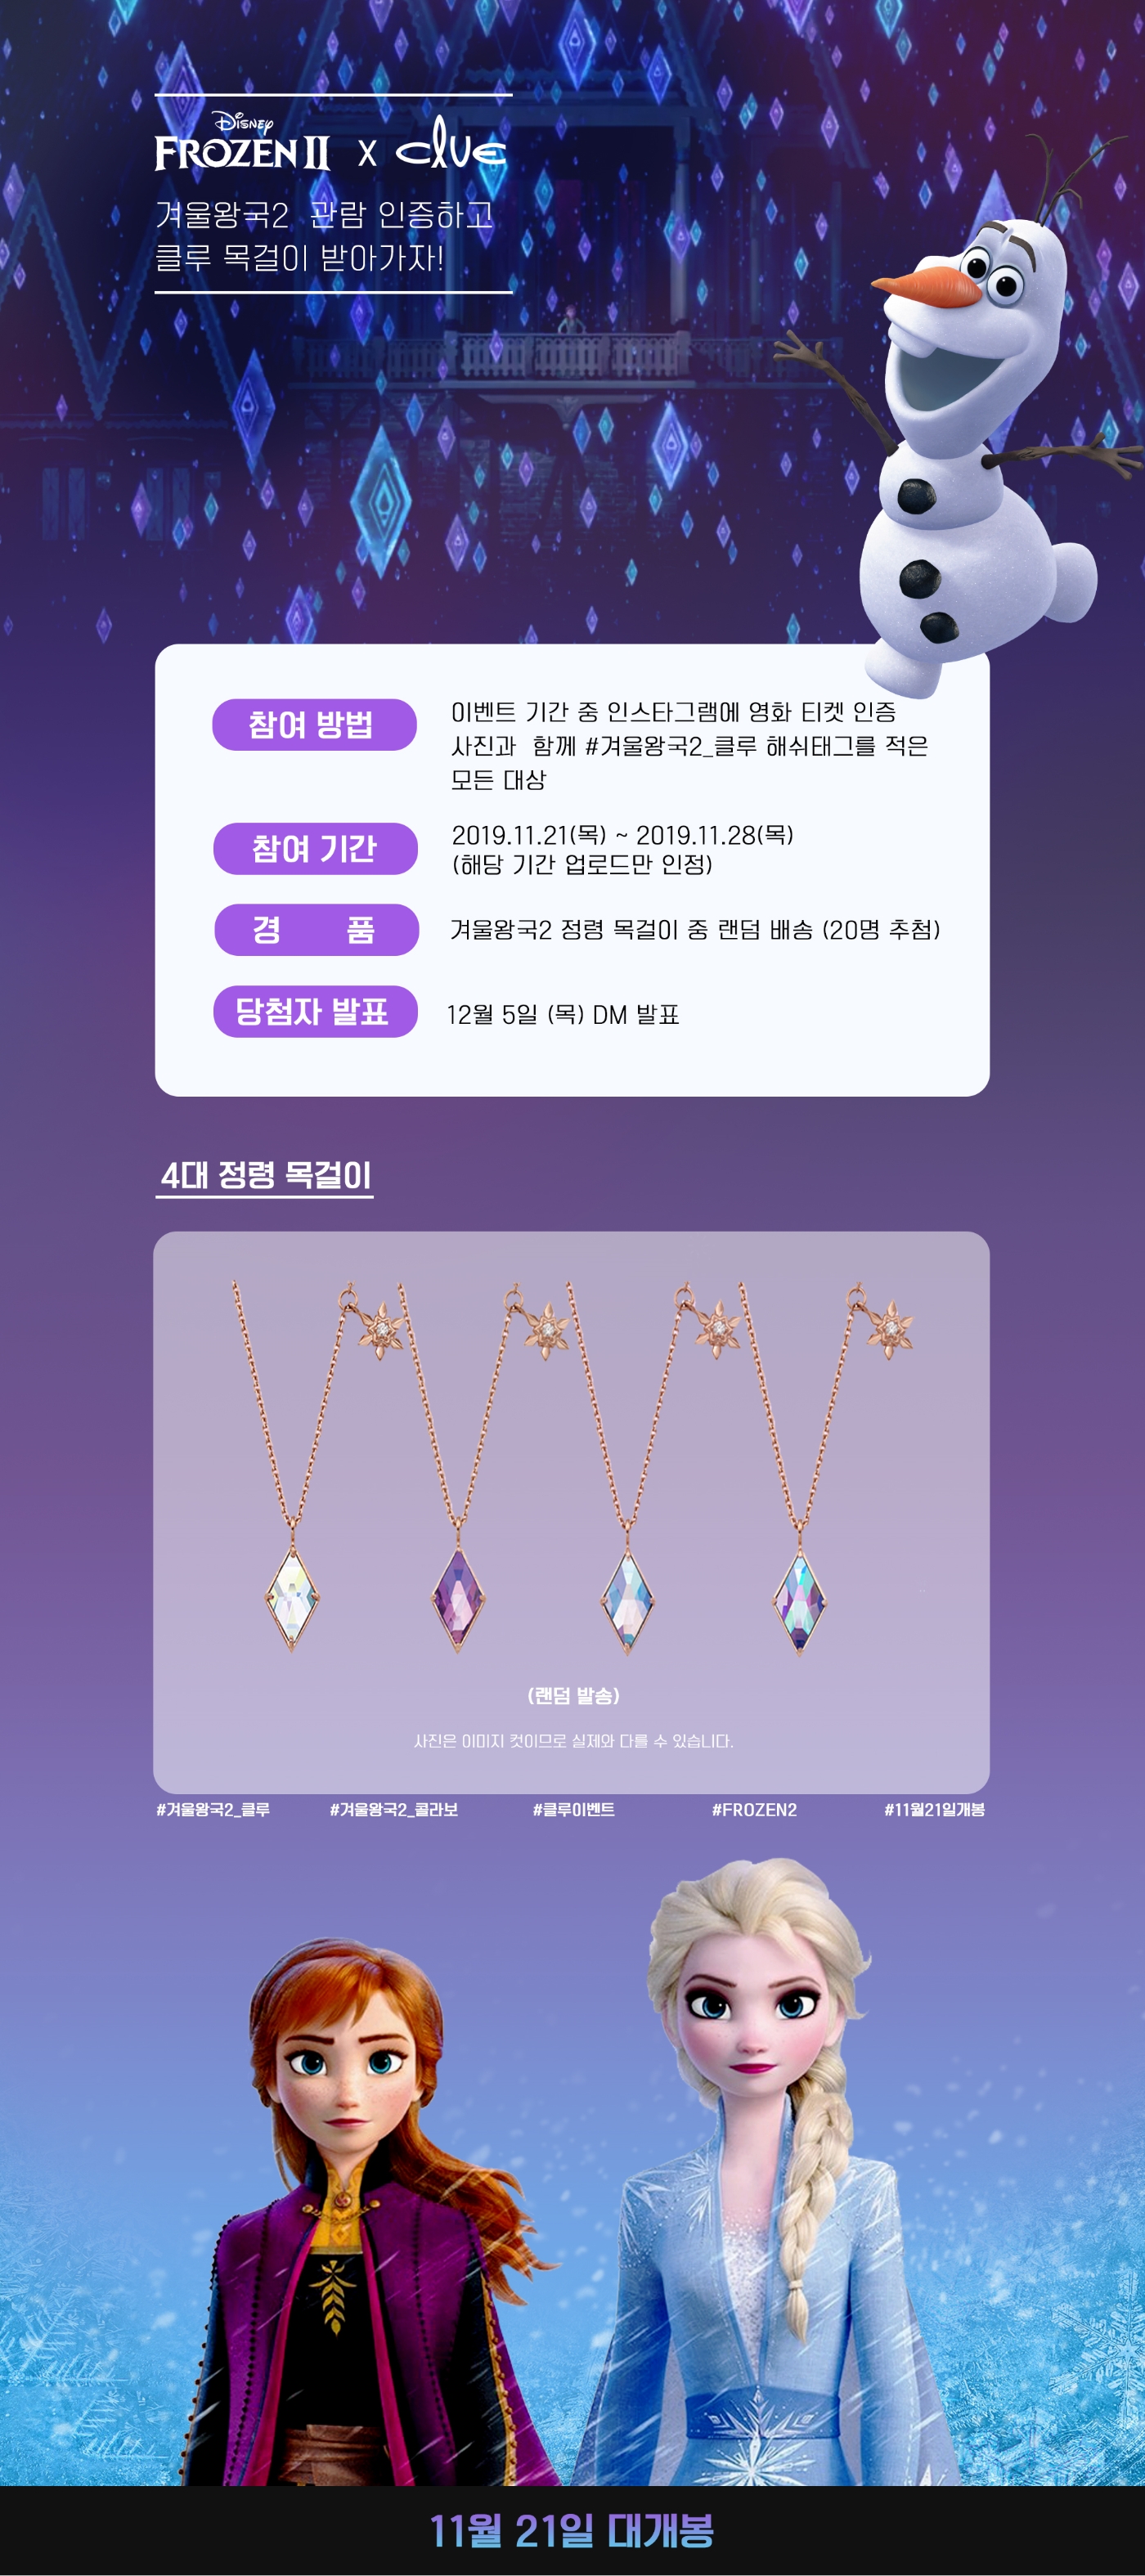 Disney
FROZEN II X CLUE
겨울왕국2 관람 인증하고
클루 목걸이 받아가자!
참여 방법
이벤트 기간 중 인스타그램에 영화 티켓 인증
사진과 함께 #겨울왕국2_클루 해쉬태그를 적은
모든 대상
참여 기간
2019.11.21(목) ~ 2019.11.28(목)
(해당 기간 업로드만 인정)
경 품
겨울왕국2 정령 목걸이 중 랜덤 배송 (20명 추첨)
당첨자 발표
12월 5일 (목) DM 발표
4대 정령 목걸이
(랜덤 발송)
사진은 이미지 컷이므로 실제와 다를 수 있습니다.
#겨울왕국2_클루 #겨울왕국2_콜라보 #클루이벤트 #FROZEN2 #11월21일개봉
11월 21일 대개봉